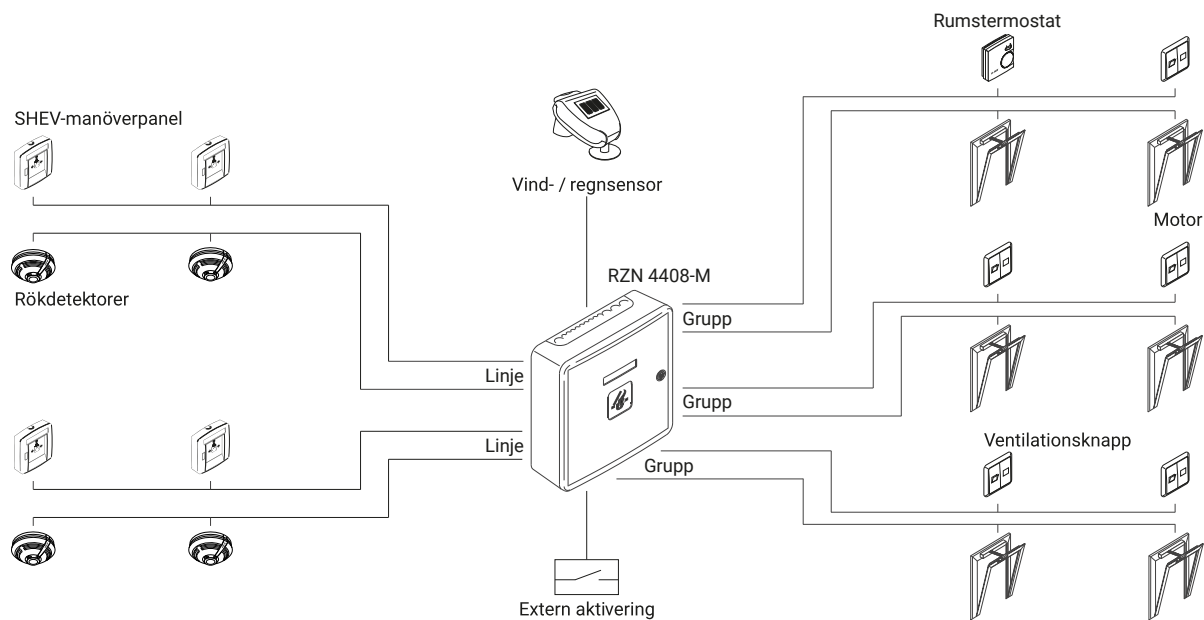 Rumstermostat
SHEV-manöverpanel
Vind- / regnsensor
Motor
RZN 4408-M
Rökdetektorer
Grupp
Linje
Grupp
Linje
Grupp
Ventilationsknapp
Extern aktivering